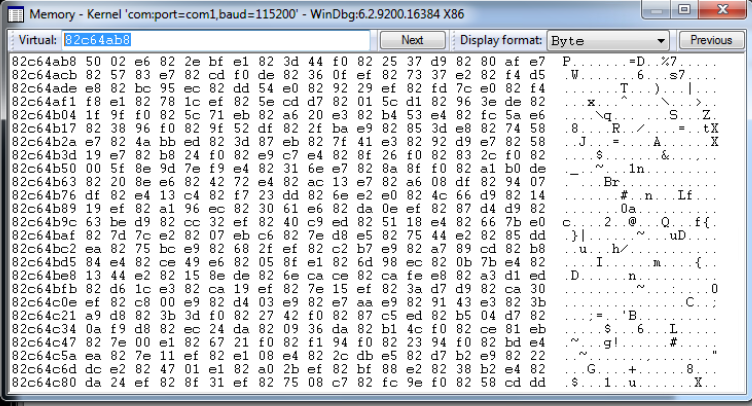 Memory - Kernel 'com:port=com1,baud=115200' - WinDbg:6.2.9200.16384 X86
Virtual: 82c64ab8 Next Display format: Byte Previous
82c64ab8 50 02 e6 82 2e bf e1 82 3d 44 f0 82 25 37 d9 82 80 af e7 P.......=D..%7.....
82c64acb 82 57 83 e7 82 cd f0 de 82 36 0f ef 82 73 37 e2 82 f4 d5 .W.......6...s7....
82c64ade e8 82 bc 95 ec 82 dd 54 e0 82 92 29 ef 82 fd 7c e0 82 f4 .......T...)...|...
82c64af1 f8 e1 82 78 1c ef 82 5e cd d7 82 01 5c d1 82 96 3e de 82 ...x...^....\...>..
82c64b04 1f 9f f0 82 5c 71 eb 82 a6 20 e3 82 b4 53 e4 82 fc 5a e6 ....\q... ...S...Z.
82c64b17 82 38 96 f0 82 9f 52 df 82 2f ba e9 82 85 3d e8 82 74 58 .8....R../....=..tX
82c64b2a e7 82 4a bb ed 82 3d 87 eb 82 7f 41 e3 82 92 d9 e7 82 58 ..J...=....A......X
82c64b3d 19 e7 82 b8 24 f0 82 e9 c7 e4 82 8f 26 f0 82 83 2c f0 82 ....$.......&...,..
82c64b50 00 5f 8e 9d 7e f9 e4 82 31 6e e7 82 8a 8f f0 82 a1 b0 de ._..~...1n.........
82c64b63 82 20 8e e6 82 42 72 e4 82 ac 13 e7 82 a6 08 df 82 94 07 . ...Br............
82c64b76 df 82 e4 13 c4 82 f7 23 dd 82 6e e2 e0 82 4c 66 d9 82 14 .......#..n...Lf...
82c64b89 19 ef 82 a1 96 ec 82 30 61 e6 82 da 0e ef 82 87 d4 d9 82 .......0a..........
82c64b9c 63 be d9 82 cc 32 ef 82 40 c9 ed 82 51 18 e4 82 66 7b e0 c....2..@...Q...f{.
82c64baf 82 7d 7c e2 82 07 eb c6 82 7e d8 e5 82 75 44 e2 82 85 dd .}|......~...uD....
82c64bc2 ea 82 75 bc e9 82 68 2f ef 82 c2 b7 e9 82 a7 89 cd 82 b8 ..u...h/...........
82c64bd5 84 e4 82 ce 49 e6 82 05 8f e1 82 6d 98 ec 82 0b 7b e4 82 ....I......m....{..
82c64be8 13 44 e2 82 15 8e de 82 6e ca ce 82 ca fe e8 82 a3 d1 ed .D......n..........
82c64bfb 82 d6 1c e3 82 ca 19 ef 82 7e 15 ef 82 3a d7 d9 82 ca 30 .........~...:....0
82c64c0e ef 82 c8 00 e9 82 d4 03 e9 82 e7 aa e9 82 91 43 e3 82 3b ...............C..;
82c64c21 a9 d8 82 3b 3d f0 82 27 42 f0 82 87 c5 ed 82 b5 04 d7 82 ...;=..'B..........
82c64c34 0a f9 d8 82 ec 24 da 82 09 36 da 82 b1 4c f0 82 ce 81 eb .....$...6...L.....
82c64c47 82 7e 00 e1 82 67 21 f0 82 f1 94 f0 82 23 94 f0 82 bd e4 .~...g!......#.....
82c64c5a ea 82 7e 11 ef 82 e1 08 e4 82 2c db e5 82 d7 b2 e9 82 22 ..~.......,......."
82c64c6d dc e2 82 47 01 e1 82 a0 2b ef 82 bf 88 e2 82 38 b2 e4 82 ...G....+......8...
82c64c80 da 24 ef 82 8f 31 ef 82 75 08 c7 82 fc 9e f0 82 58 cd dd .$...1..u.......X..